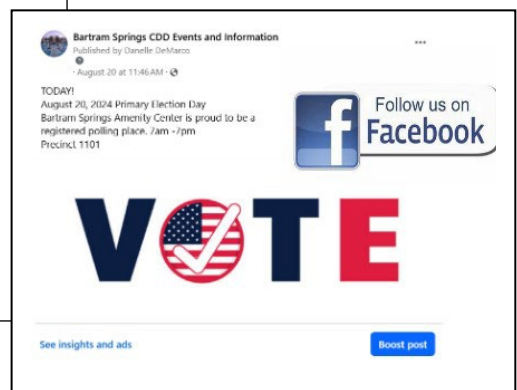 Bartram Springs CDD Events and Information
Published by Danelle DeMarco
· August 20 at 11:46 AM ·
TODAY!
August 20, 2024 Primary Election Day
Bartram Springs Amenity Center is proud to be a
registered polling place. 7am -7pm
Precinct 1101
Follow us on
Facebook
VOTE
See insights and ads
Boost post